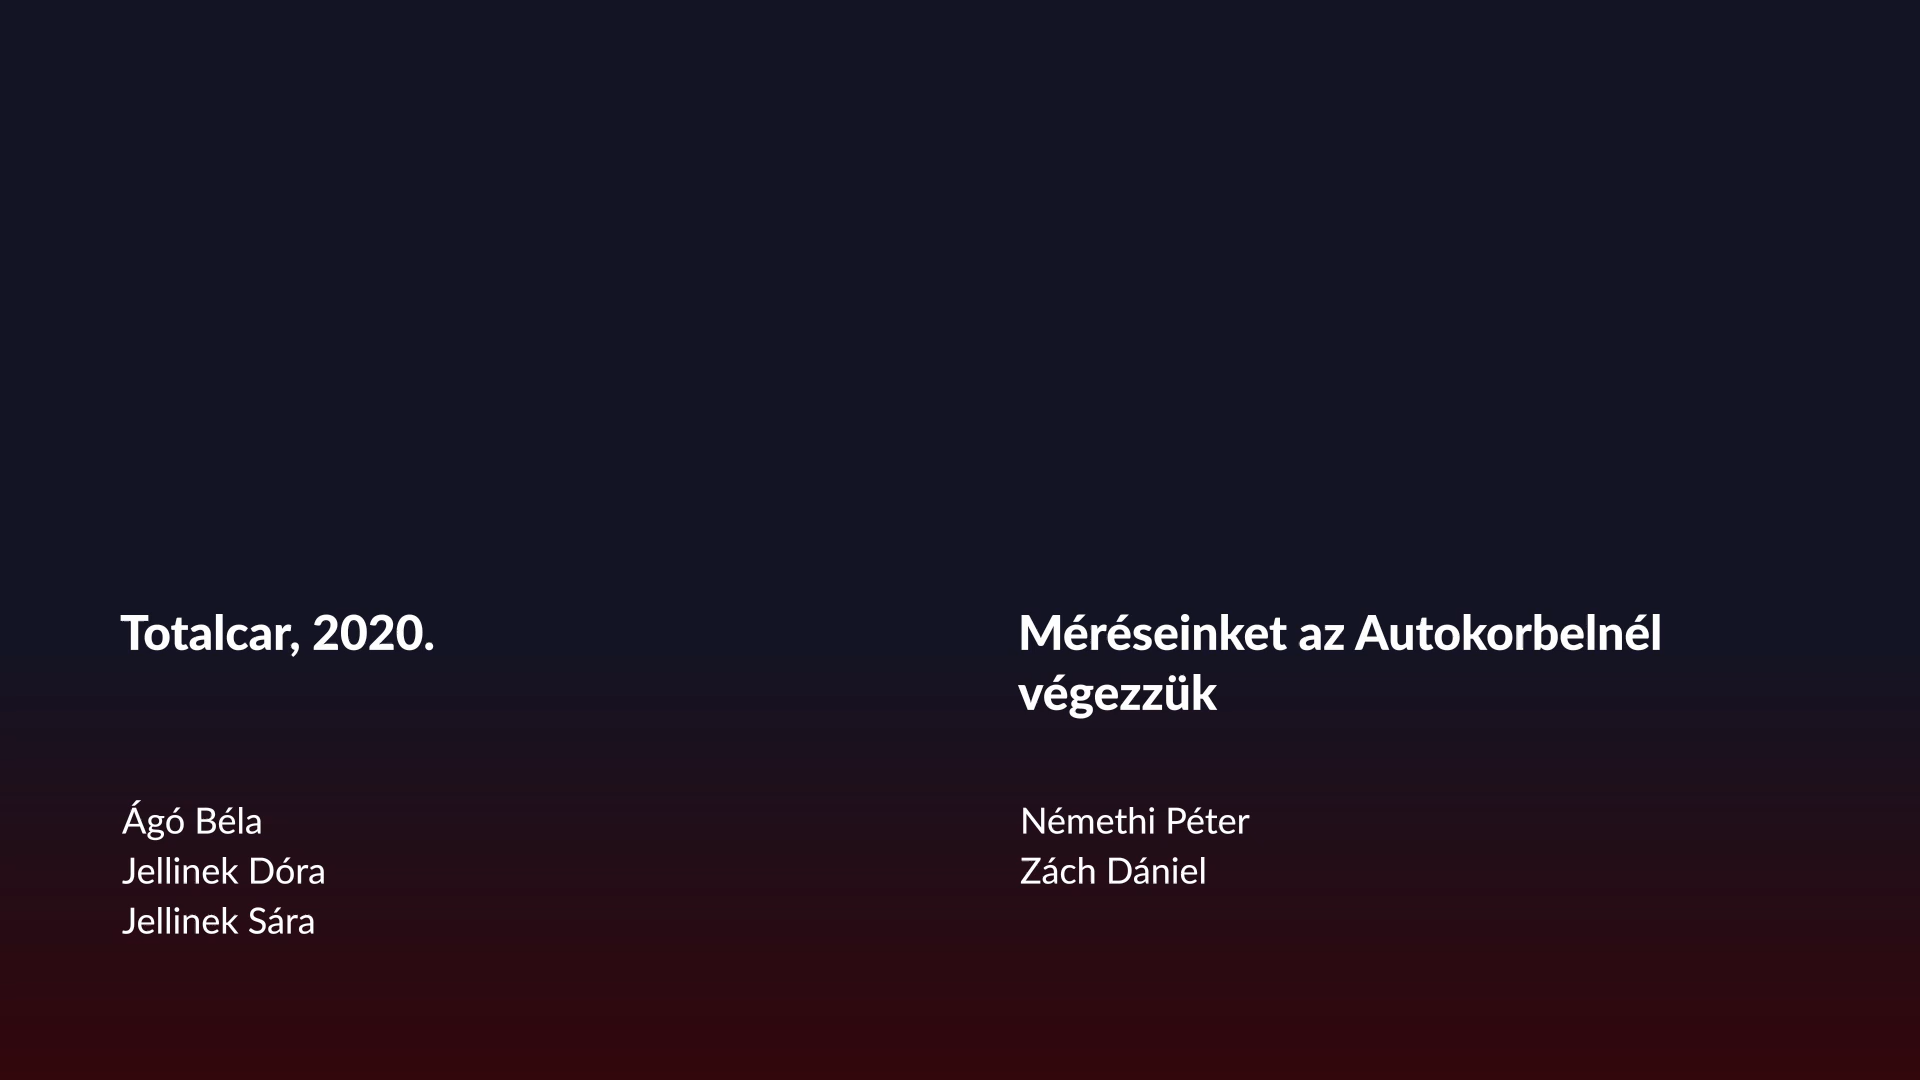 Totalcar, 2020.
Ágó Béla
Jellinek Dóra
Jellinek Sára
Méréseinket az Autokorbelnél
végezzük
Némethi Péter
Zách Dániel